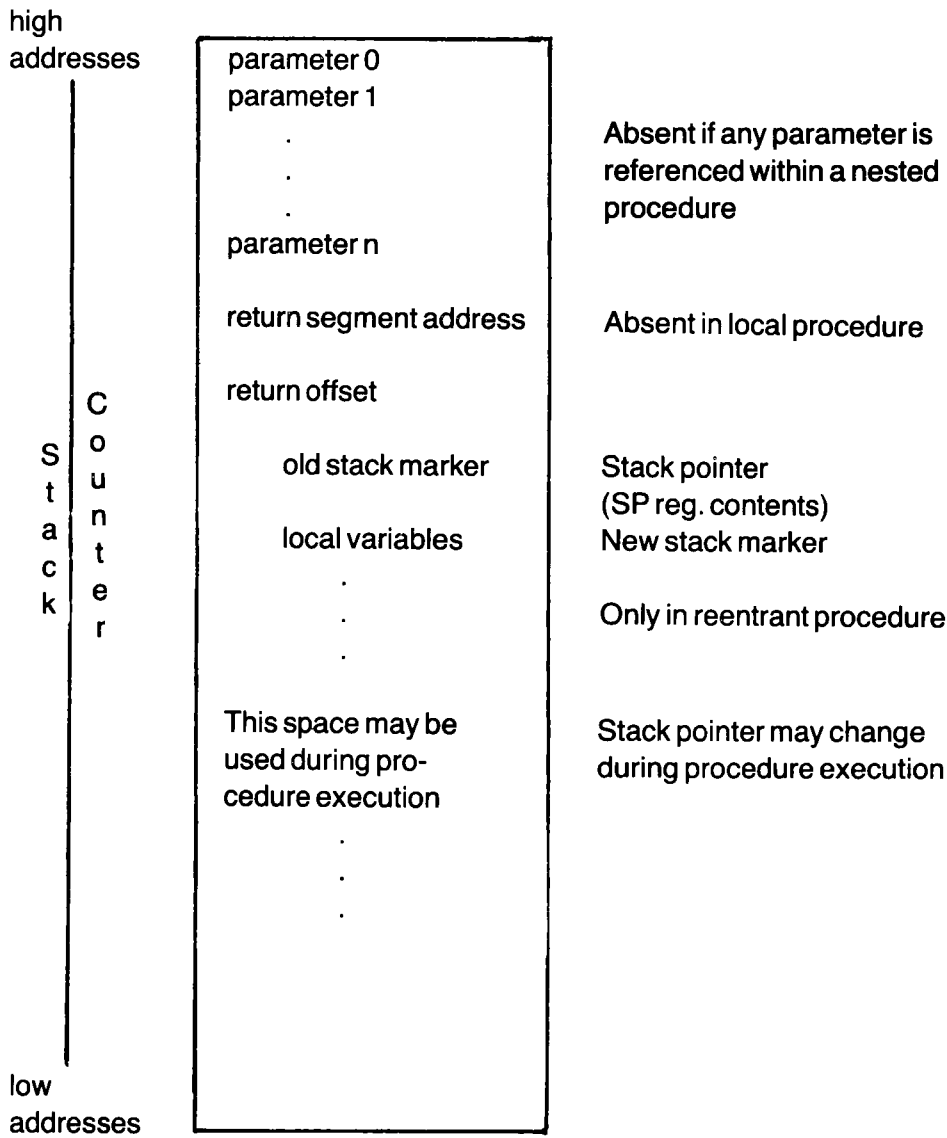 high
addresses
parameter 0
parameter 1
.
.
.
parameter n
Absent if any parameter is
referenced within a nested
procedure
return segment address
Absent in local procedure
return offset
Stack
Counter
old stack marker
Stack pointer
(SP reg. contents)
local variables
New stack marker
.
.
.
Only in reentrant procedure
This space may be
used during pro-
cedure execution
Stack pointer may change
during procedure execution
.
.
.
low
addresses